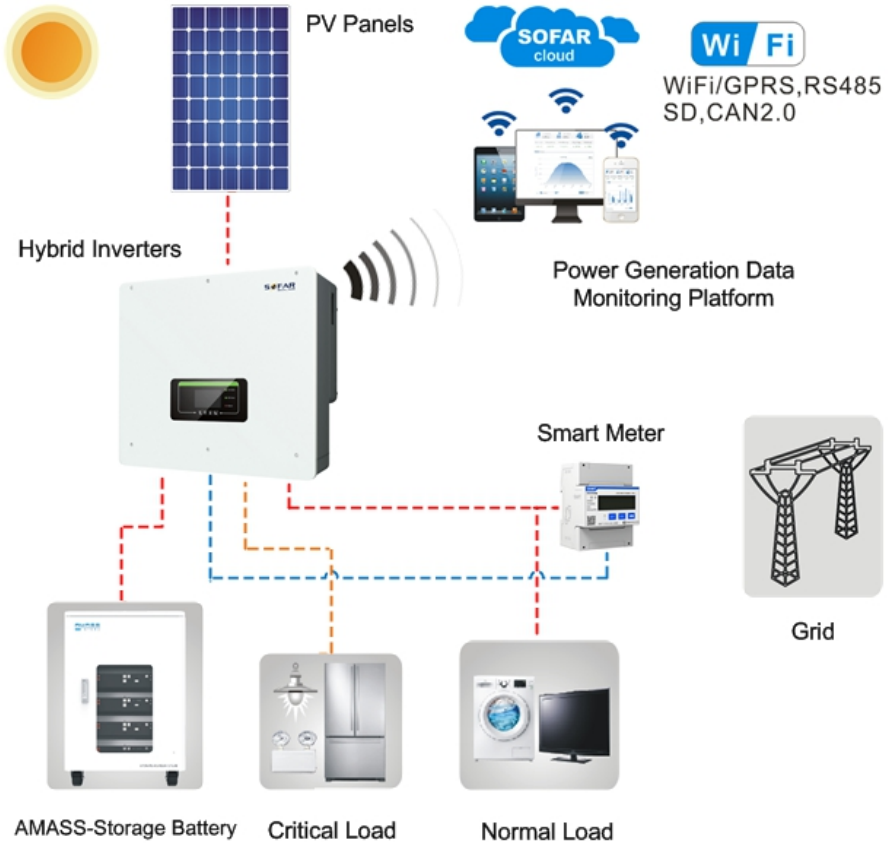 PV Panels
SOFAR
cloud
Wi Fi
WiFi/GPRS,RS485
SD,CAN2.0
Hybrid Inverters
SOFAR
Power Generation Data
Monitoring Platform
Smart Meter
Grid
AMASS
AMASS-Storage Battery
Critical Load
Normal Load